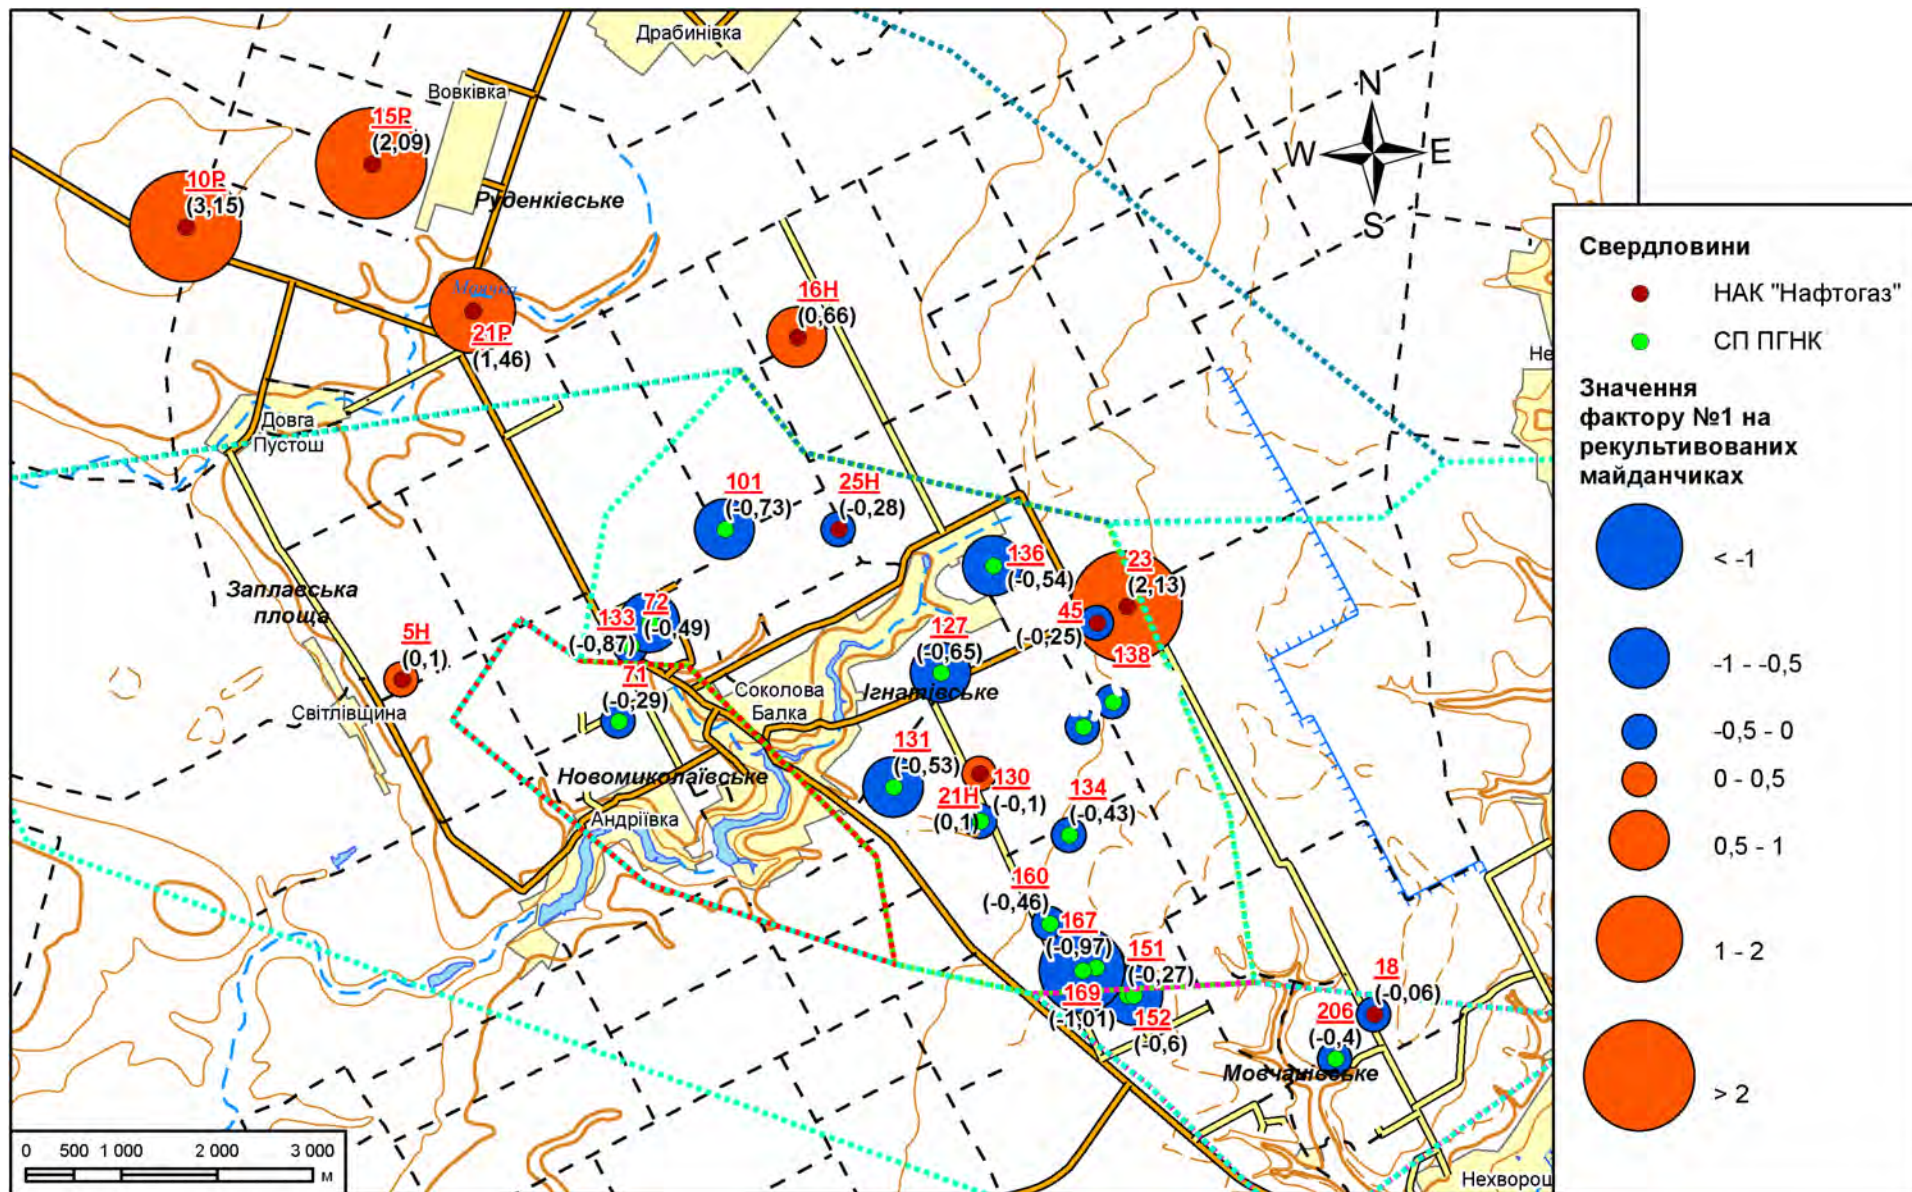 Драбинівка
Вовківка
15Р
(2,09)
10Р
(3,15)
Руденківське
N
W
E
S
21Р
(1,46)
16Н
(0,66)
Довга
Пустош
101
(-0,73)
25Н
(-0,28)
136
(-0,54)
23
(2,13)
45
(-0,25)
138
Заплавська
площа
5Н
(0,1)
Світлівщина
133
(-0,87)
72
(-0,49)
71
(-0,29)
127
(-0,65)
Соколова
Балка
Ігнатівське
131
(-0,53)
130
(-0,1)
21Н
(0,1)
134
(-0,43)
Новомиколаївське
Андріївка
160
(-0,46)
167
(-0,97)
151
(-0,27)
169
(-1,01)
152
(-0,6)
18
(-0,06)
206
(-0,4)
Мовчанівське
Нехворощ
Не
0 500 1 000 2 000 3 000
м
Свердловини
НАК "Нафтогаз"
СП ПГНК
Значення
фактору №1 на
рекультивованих
майданчиках
< -1
-1 - -0,5
-0,5 - 0
0 - 0,5
0,5 - 1
1 - 2
> 2